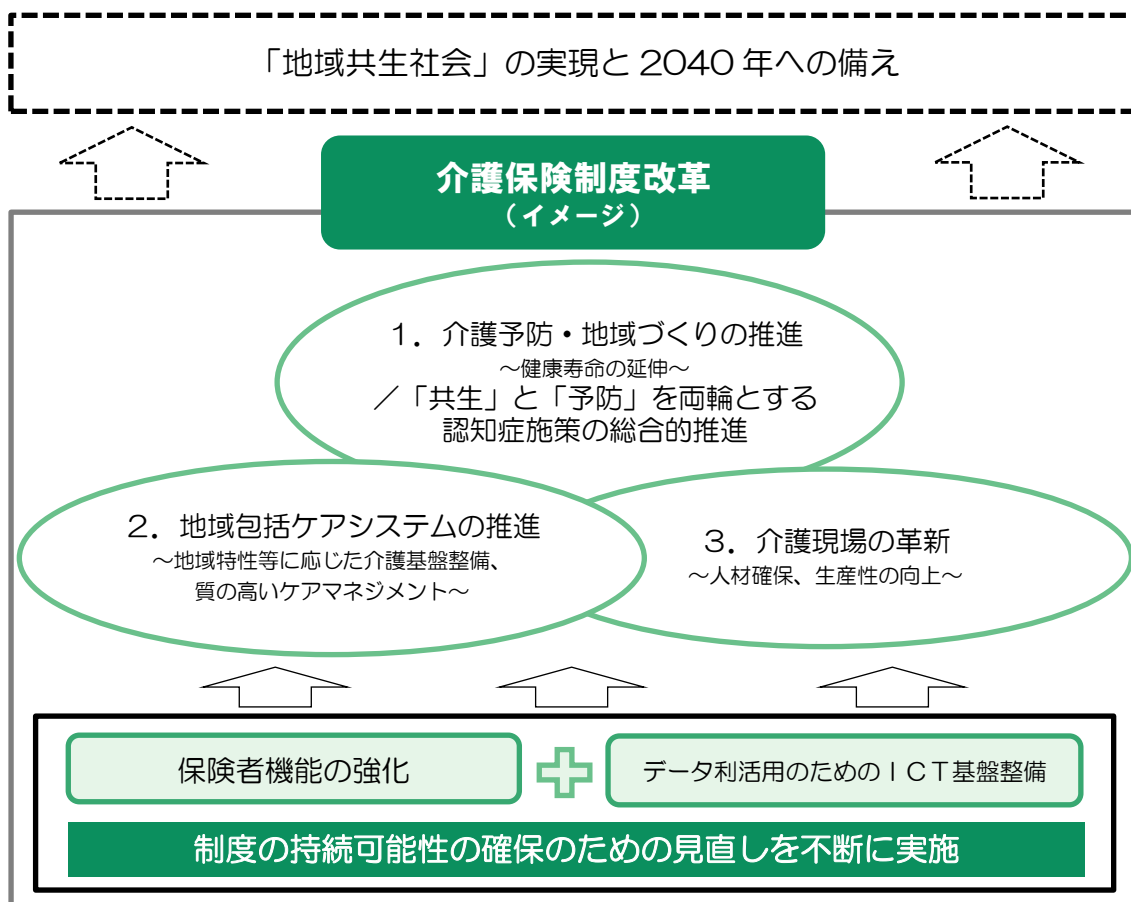 「地域共生社会」の実現と 2040 年への備え
介護保険制度改革
（イメージ）
１．介護予防・地域づくりの推進
～健康寿命の延伸～
／「共生」と「予防」を両輪とする
認知症施策の総合的推進
２．地域包括ケアシステムの推進
～地域特性等に応じた介護基盤整備、
質の高いケアマネジメント～
３．介護現場の革新
～人材確保、生産性の向上～
保険者機能の強化
データ利活用のためのＩＣＴ基盤整備
制度の持続可能性の確保のための見直しを不断に実施